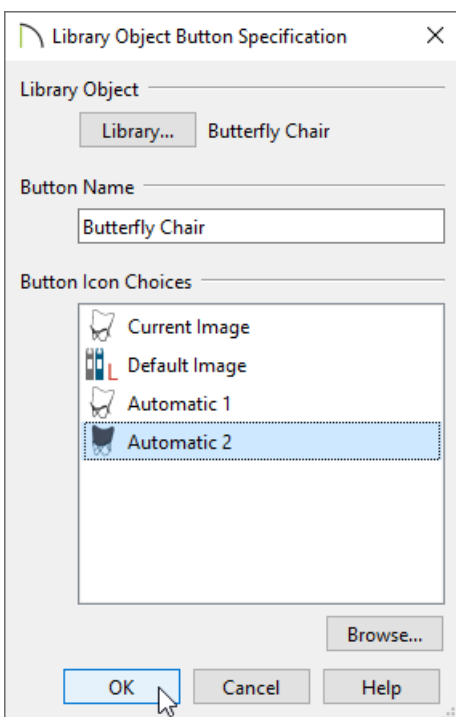 Library Object Button Specification
Library Object
Library... Butterfly Chair
Button Name
Butterfly Chair
Button Icon Choices
Current Image
L Default Image
Automatic 1
Automatic 2
Browse...
OK Cancel Help